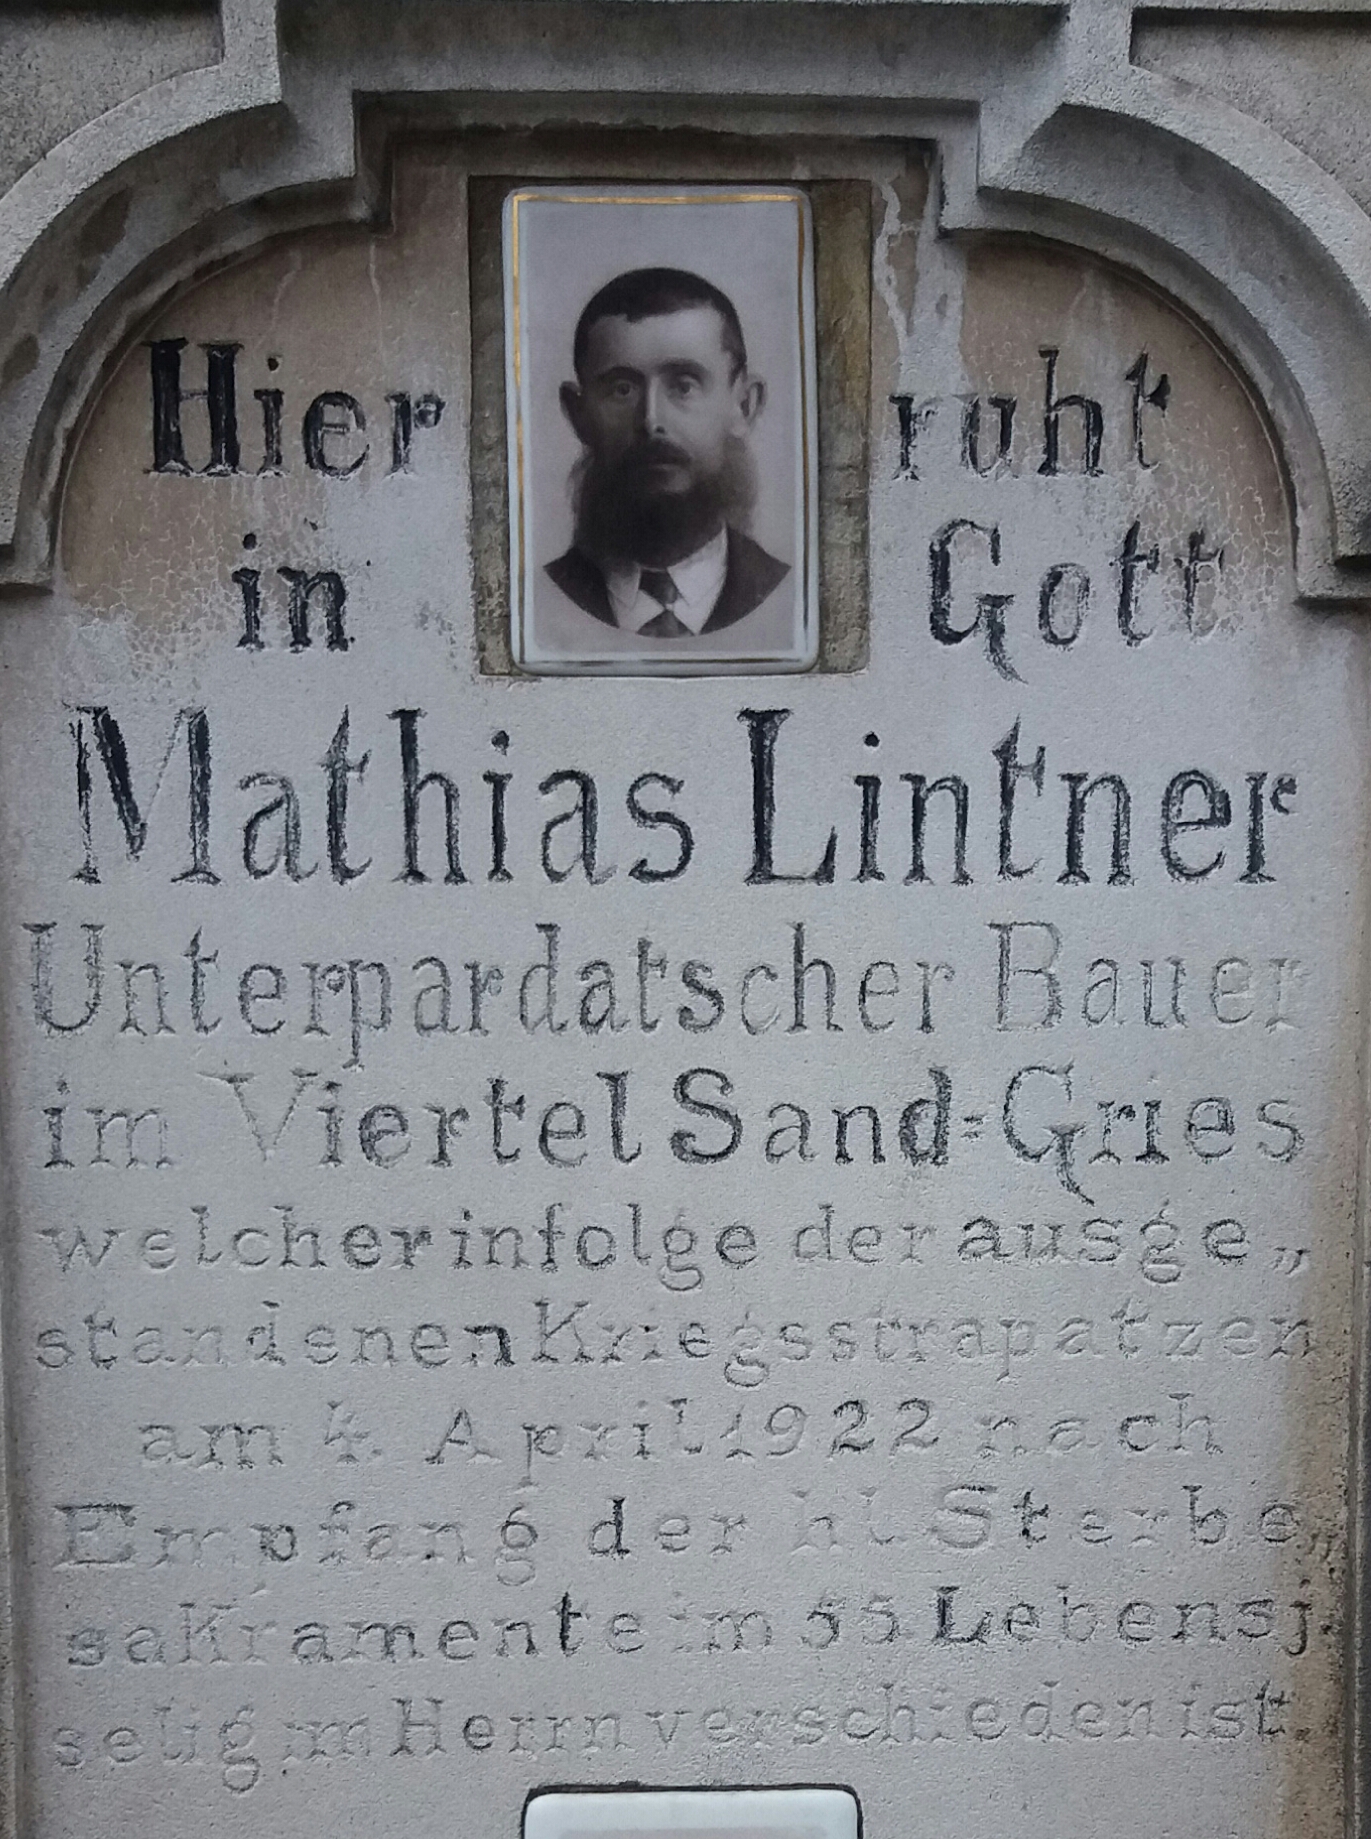 Hier ruht
in Gott
Mathias Lintner
Unterpardatscher Bauer
im Viertel Sand=Gries
welcher infolge der ausge„
standenen Kriegsstrapatzen
am 4. April 1922 nach
Empfang der hl. Sterbe„
sakramente im 55 Lebensj.
selig im Herrn verschieden ist.